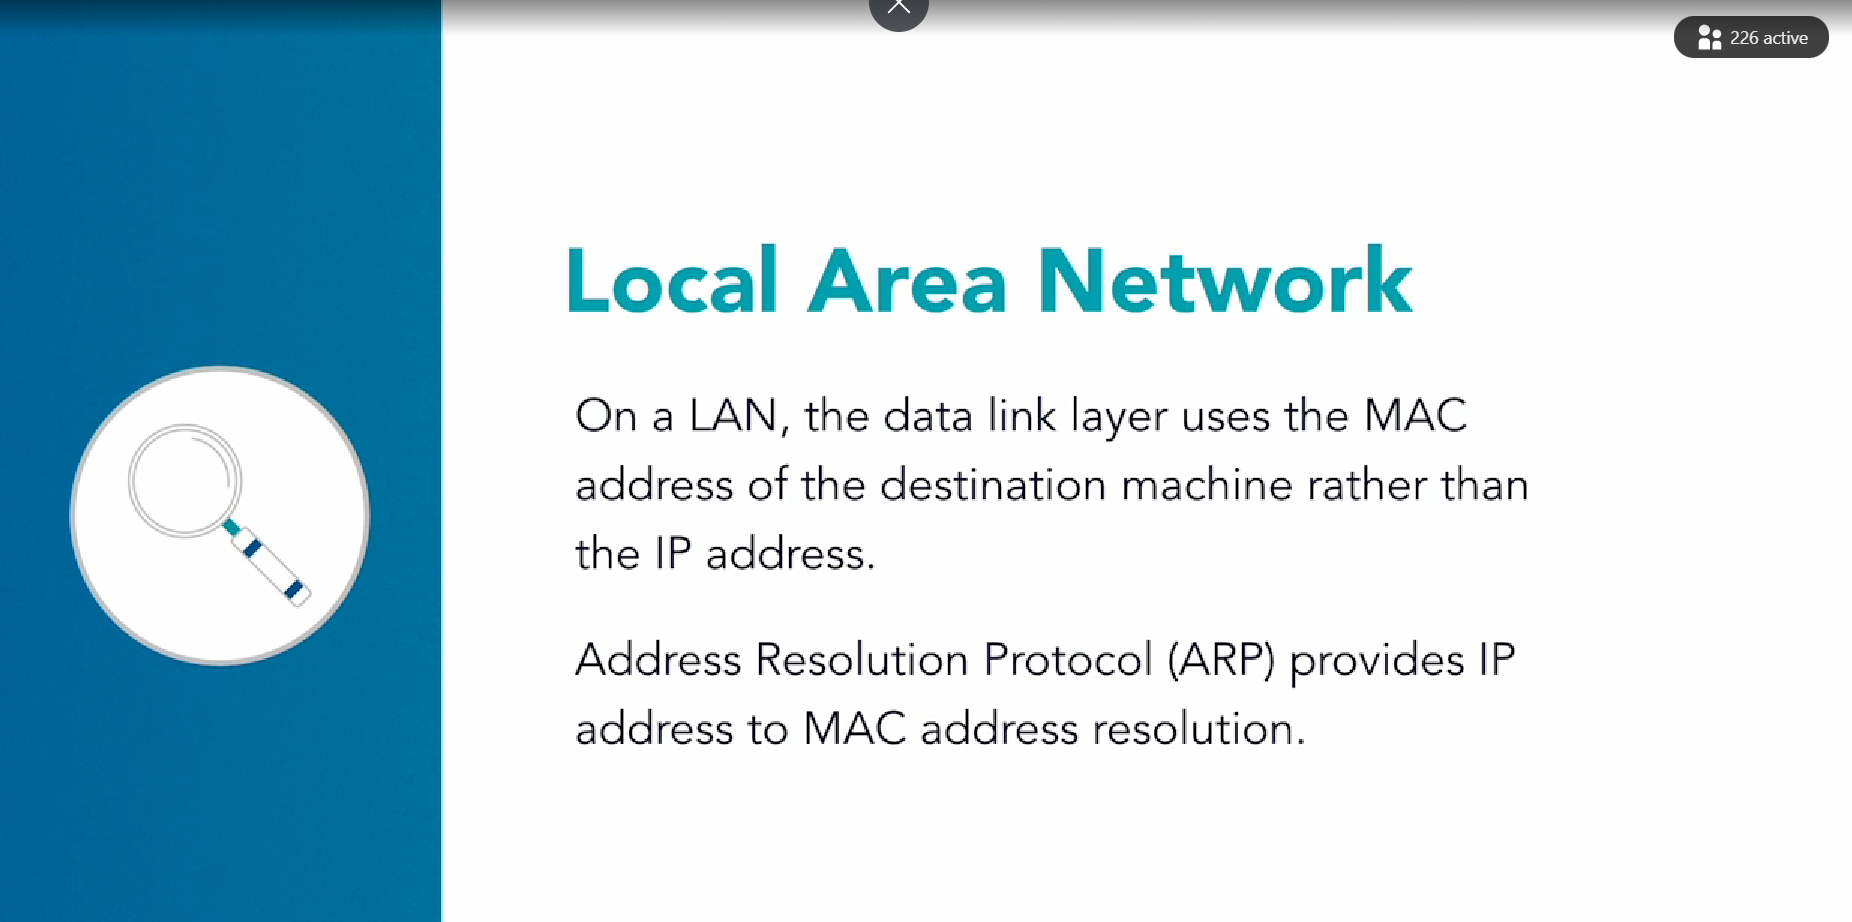 226 active
Local Area Network
On a LAN, the data link layer uses the MAC
address of the destination machine rather than
the IP address.
Address Resolution Protocol (ARP) provides IP
address to MAC address resolution.